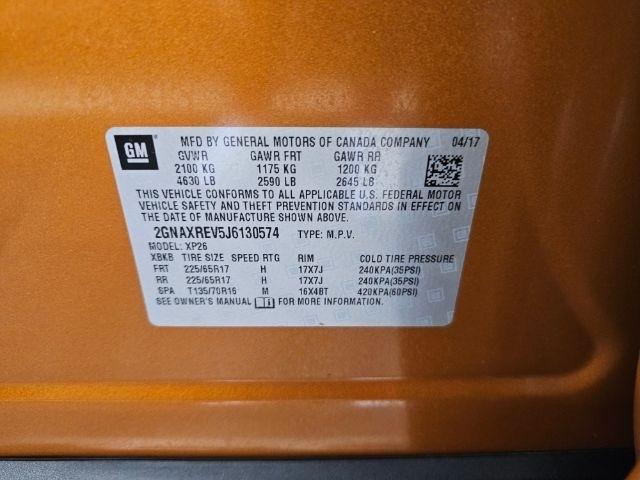 GM
MFD BY GENERAL MOTORS OF CANADA COMPANY 04/17
GVWR GAWR FRT GAWR RR
2100 KG 1175 KG 1200 KG
4630 LB 2590 LB 2645 LB
THIS VEHICLE CONFORMS TO ALL APPLICABLE U.S. FEDERAL MOTOR
VEHICLE SAFETY AND THEFT PREVENTION STANDARDS IN EFFECT ON
THE DATE OF MANUFACTURE SHOWN ABOVE.
2GNAXREV5J6130574 TYPE: M.P.V.
MODEL: XP26
XBKB TIRE SIZE SPEED RTG RIM COLD TIRE PRESSURE
FRT 225/65R17 H 17X7J 240KPA(35PSI)
RR 225/65R17 H 17X7J 240KPA(35PSI)
SPA T135/70R16 M 16X4BT 420KPA(60PSI)
SEE OWNER'S MANUAL FOR MORE INFORMATION.